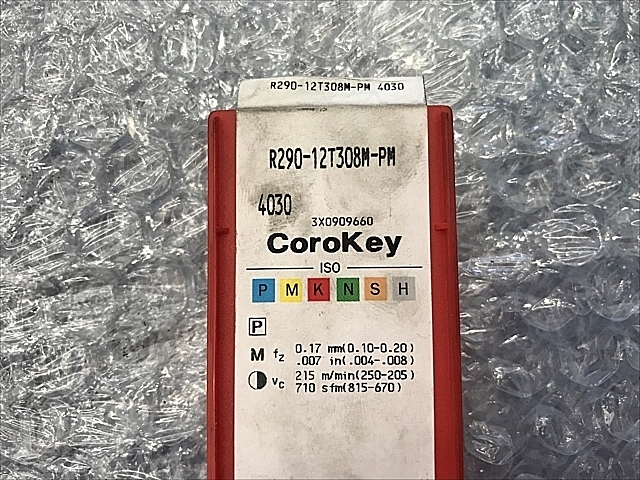 R290-12T308M-PM 4030
R290-12T308M-PM
4030
3X0909660
CoroKey
ISO
P M K N S H
P
M fz 0.17 mm(0.10-0.20)
.007 in(.004-.008)
vc 215 m/min(250-205)
710 sfm(815-670)